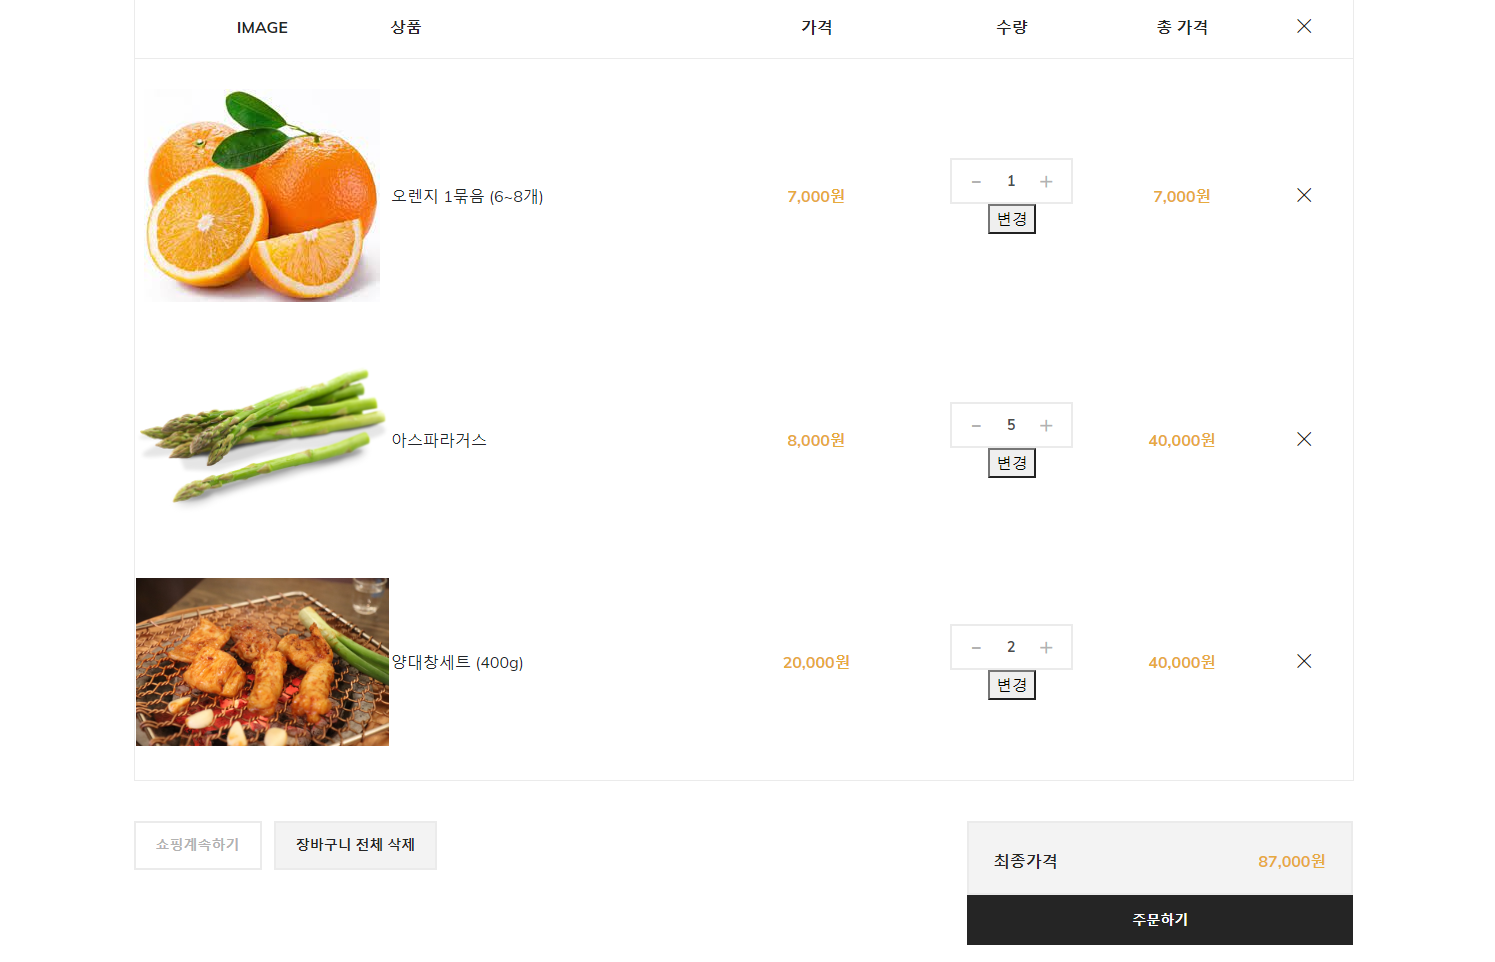 IMAGE 상품 가격 수량 총 가격
오렌지 1묶음 (6~8개) 7,000원 - 1 + 7,000원
변경
아스파라거스 8,000원 - 5 + 40,000원
변경
양대창세트 (400g) 20,000원 - 2 + 40,000원
변경
쇼핑계속하기 장바구니 전체 삭제
최종가격 87,000원
주문하기